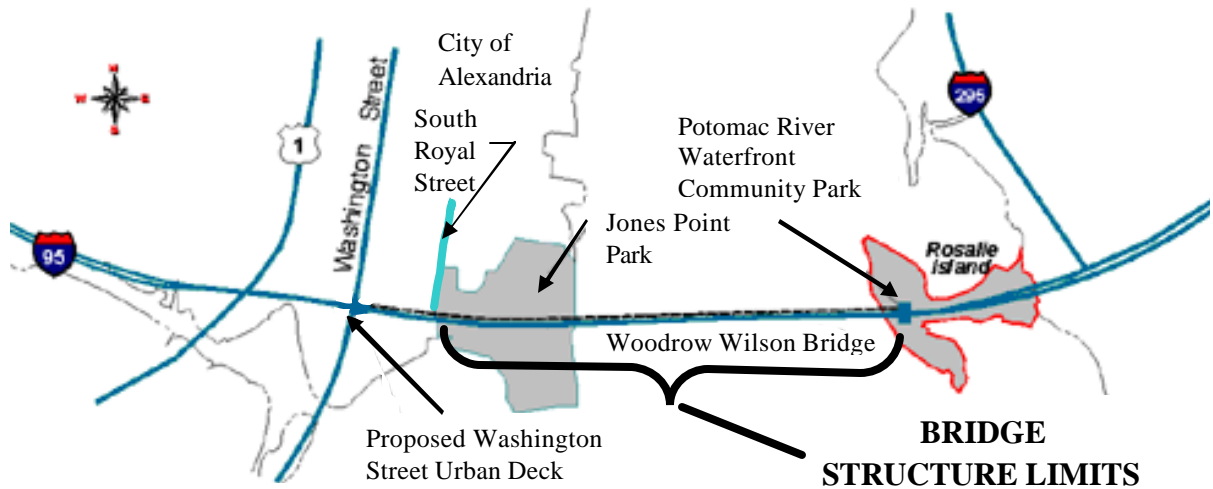 City of
Alexandria
N
W
E
S
Washington Street
1
South
Royal
Street
295
Potomac River
Waterfront
Community Park
Jones Point
Park
Rosalie
island
95
Woodrow Wilson Bridge
Proposed Washington
Street Urban Deck
BRIDGE
STRUCTURE LIMITS